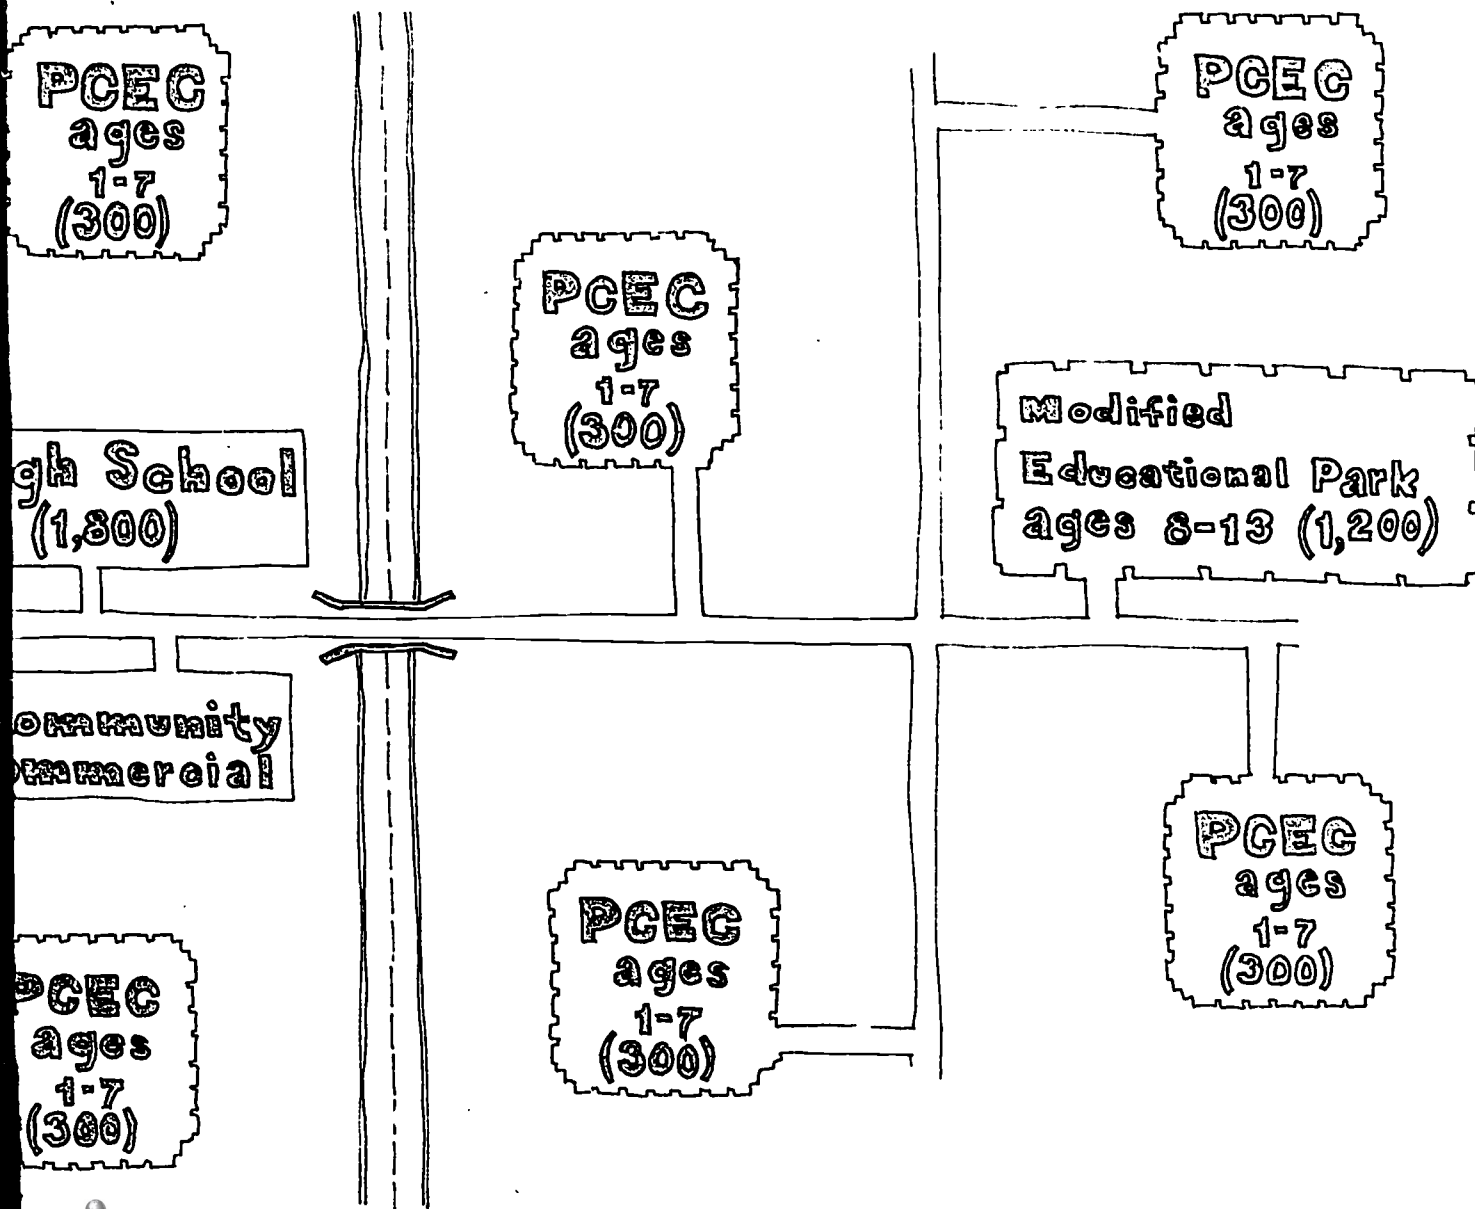 PCEC
ages
1-7
(300)
PCEC
ages
1-7
(300)
PCEC
ages
1-7
(300)
gh School
(1,800)
Modified
Educational Park
ages 8-13 (1,200)
ommunity
ommercial
PCEC
ages
1-7
(300)
PCEC
ages
1-7
(300)
PCEC
ages
1-7
(300)